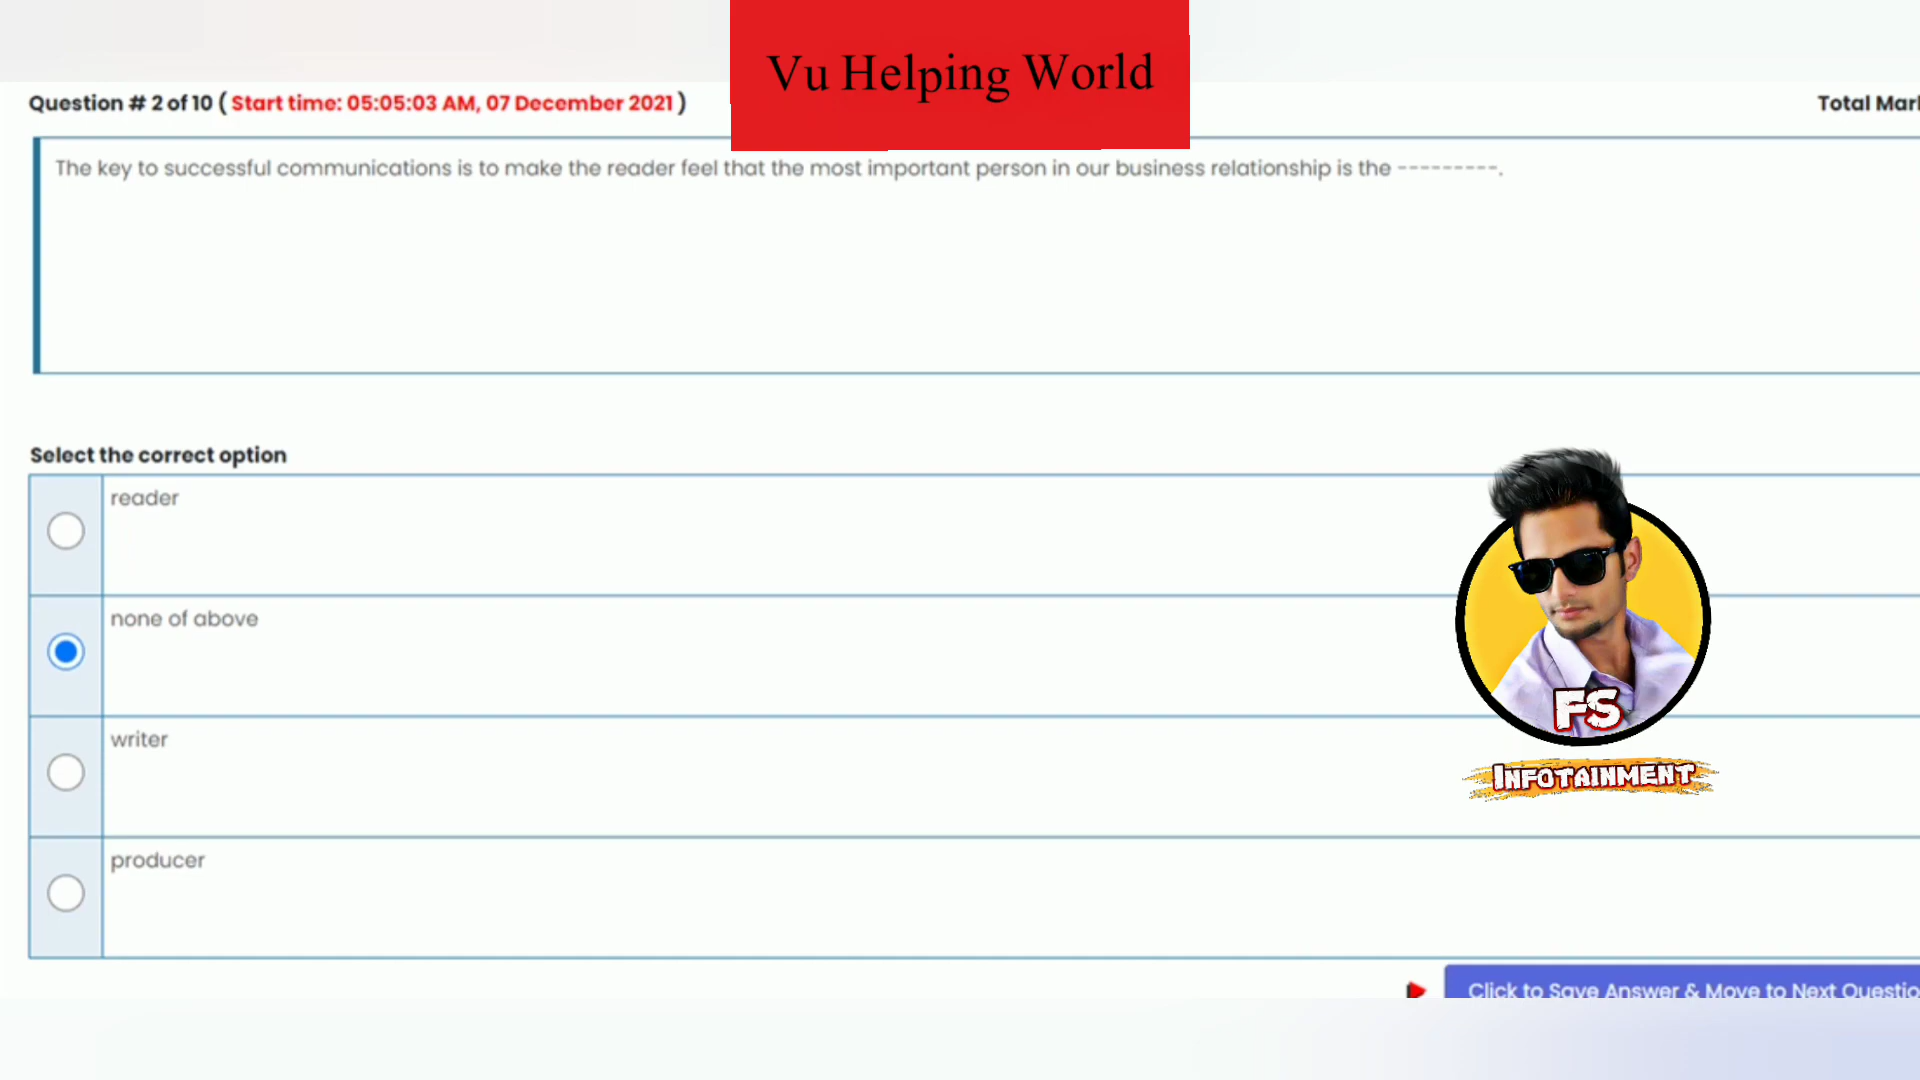 Vu Helping World
Question # 2 of 10 ( Start time: 05:05:03 AM, 07 December 2021 )
Total Mar
The key to successful communications is to make the reader feel that the most important person in our business relationship is the ---------.
Select the correct option
reader
none of above
writer
producer
FS
INFOTAINMENT
Click to Save Answer & Move to Next Questio